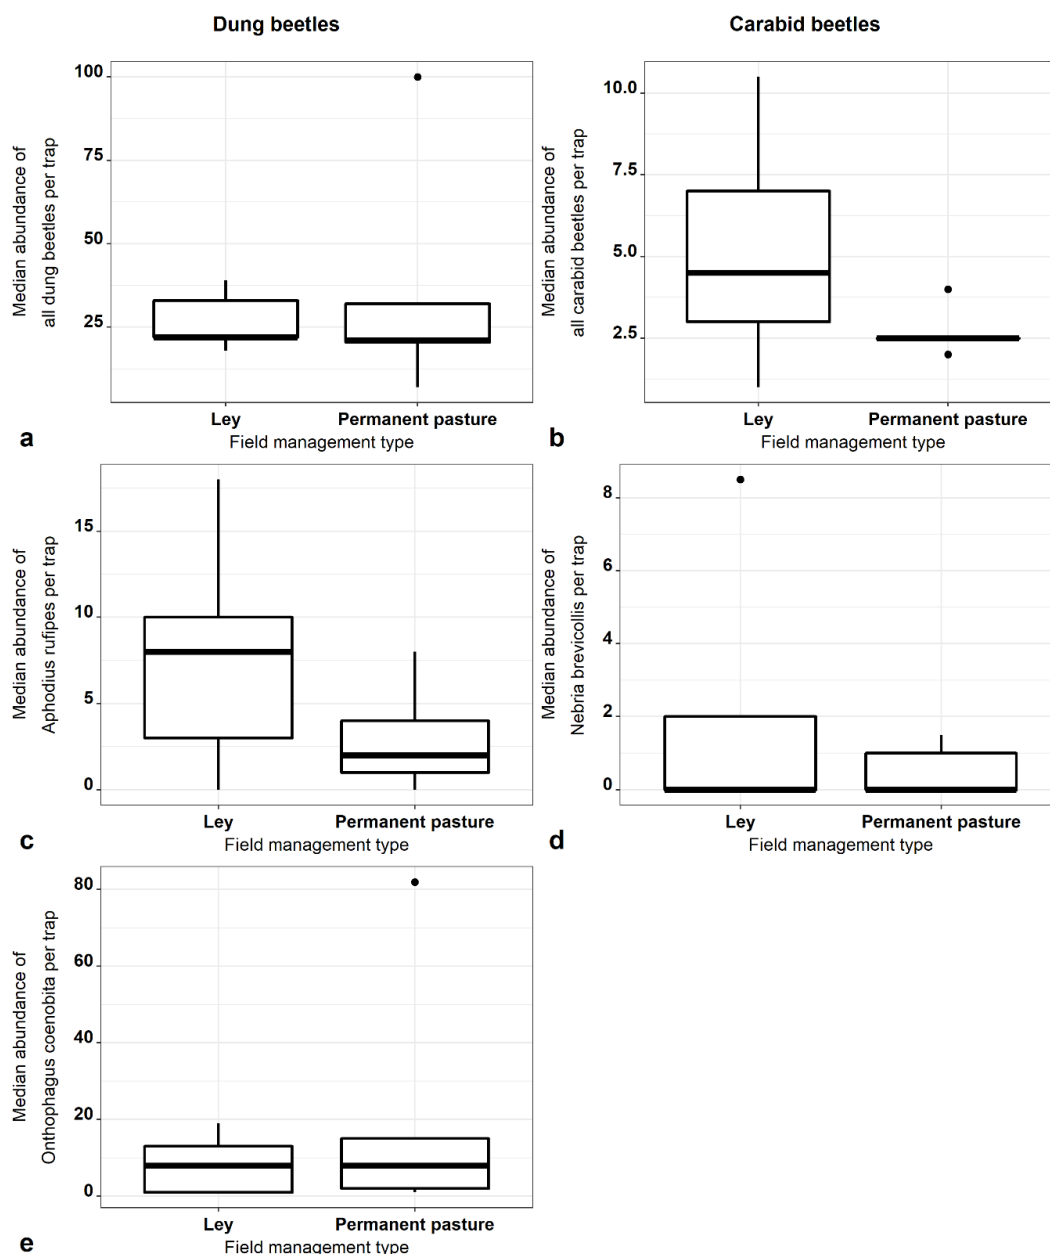 Dung beetles
Carabid beetles
Median abundance of
all dung beetles per trap
100
75
50
25
Ley
Permanent pasture
Field management type
a
Median abundance of
all carabid beetles per trap
10.0
7.5
5.0
2.5
Ley
Permanent pasture
Field management type
b
Median abundance of
Aphodius rufipes per trap
15
10
5
0
Ley
Permanent pasture
Field management type
c
Median abundance of
Nebria brevicollis per trap
8
6
4
2
0
Ley
Permanent pasture
Field management type
d
Median abundance of
Onthophagus coenobita per trap
80
60
40
20
0
Ley
Permanent pasture
Field management type
e